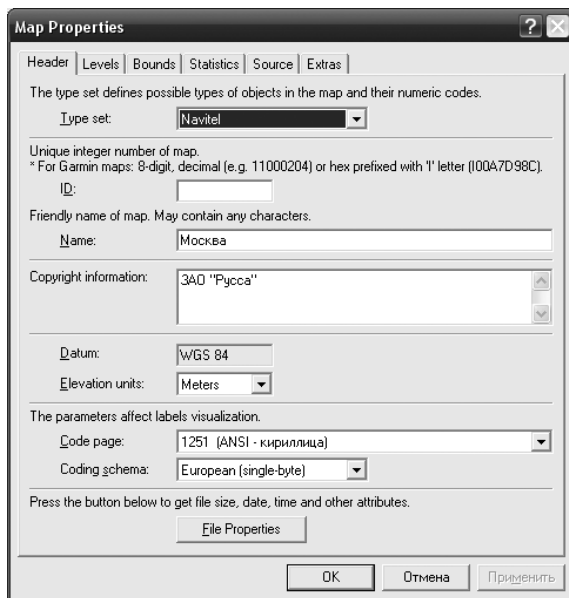 Map Properties
Header Levels Bounds Statistics Source Extras
The type set defines possible types of objects in the map and their numeric codes.
Type set: Navitel
Unique integer number of map.
* For Garmin maps: 8-digit, decimal (e.g. 11000204) or hex prefixed with 'I' letter (I00A7D98C).
ID:
Friendly name of map. May contain any characters.
Name: Москва
Copyright information: ЗАО "Русса"
Datum: WGS 84
Elevation units: Meters
The parameters affect labels visualization.
Code page: 1251 (ANSI - кириллица)
Coding schema: European (single-byte)
Press the button below to get file size, date, time and other attributes.
File Properties
OK Отмена Применить